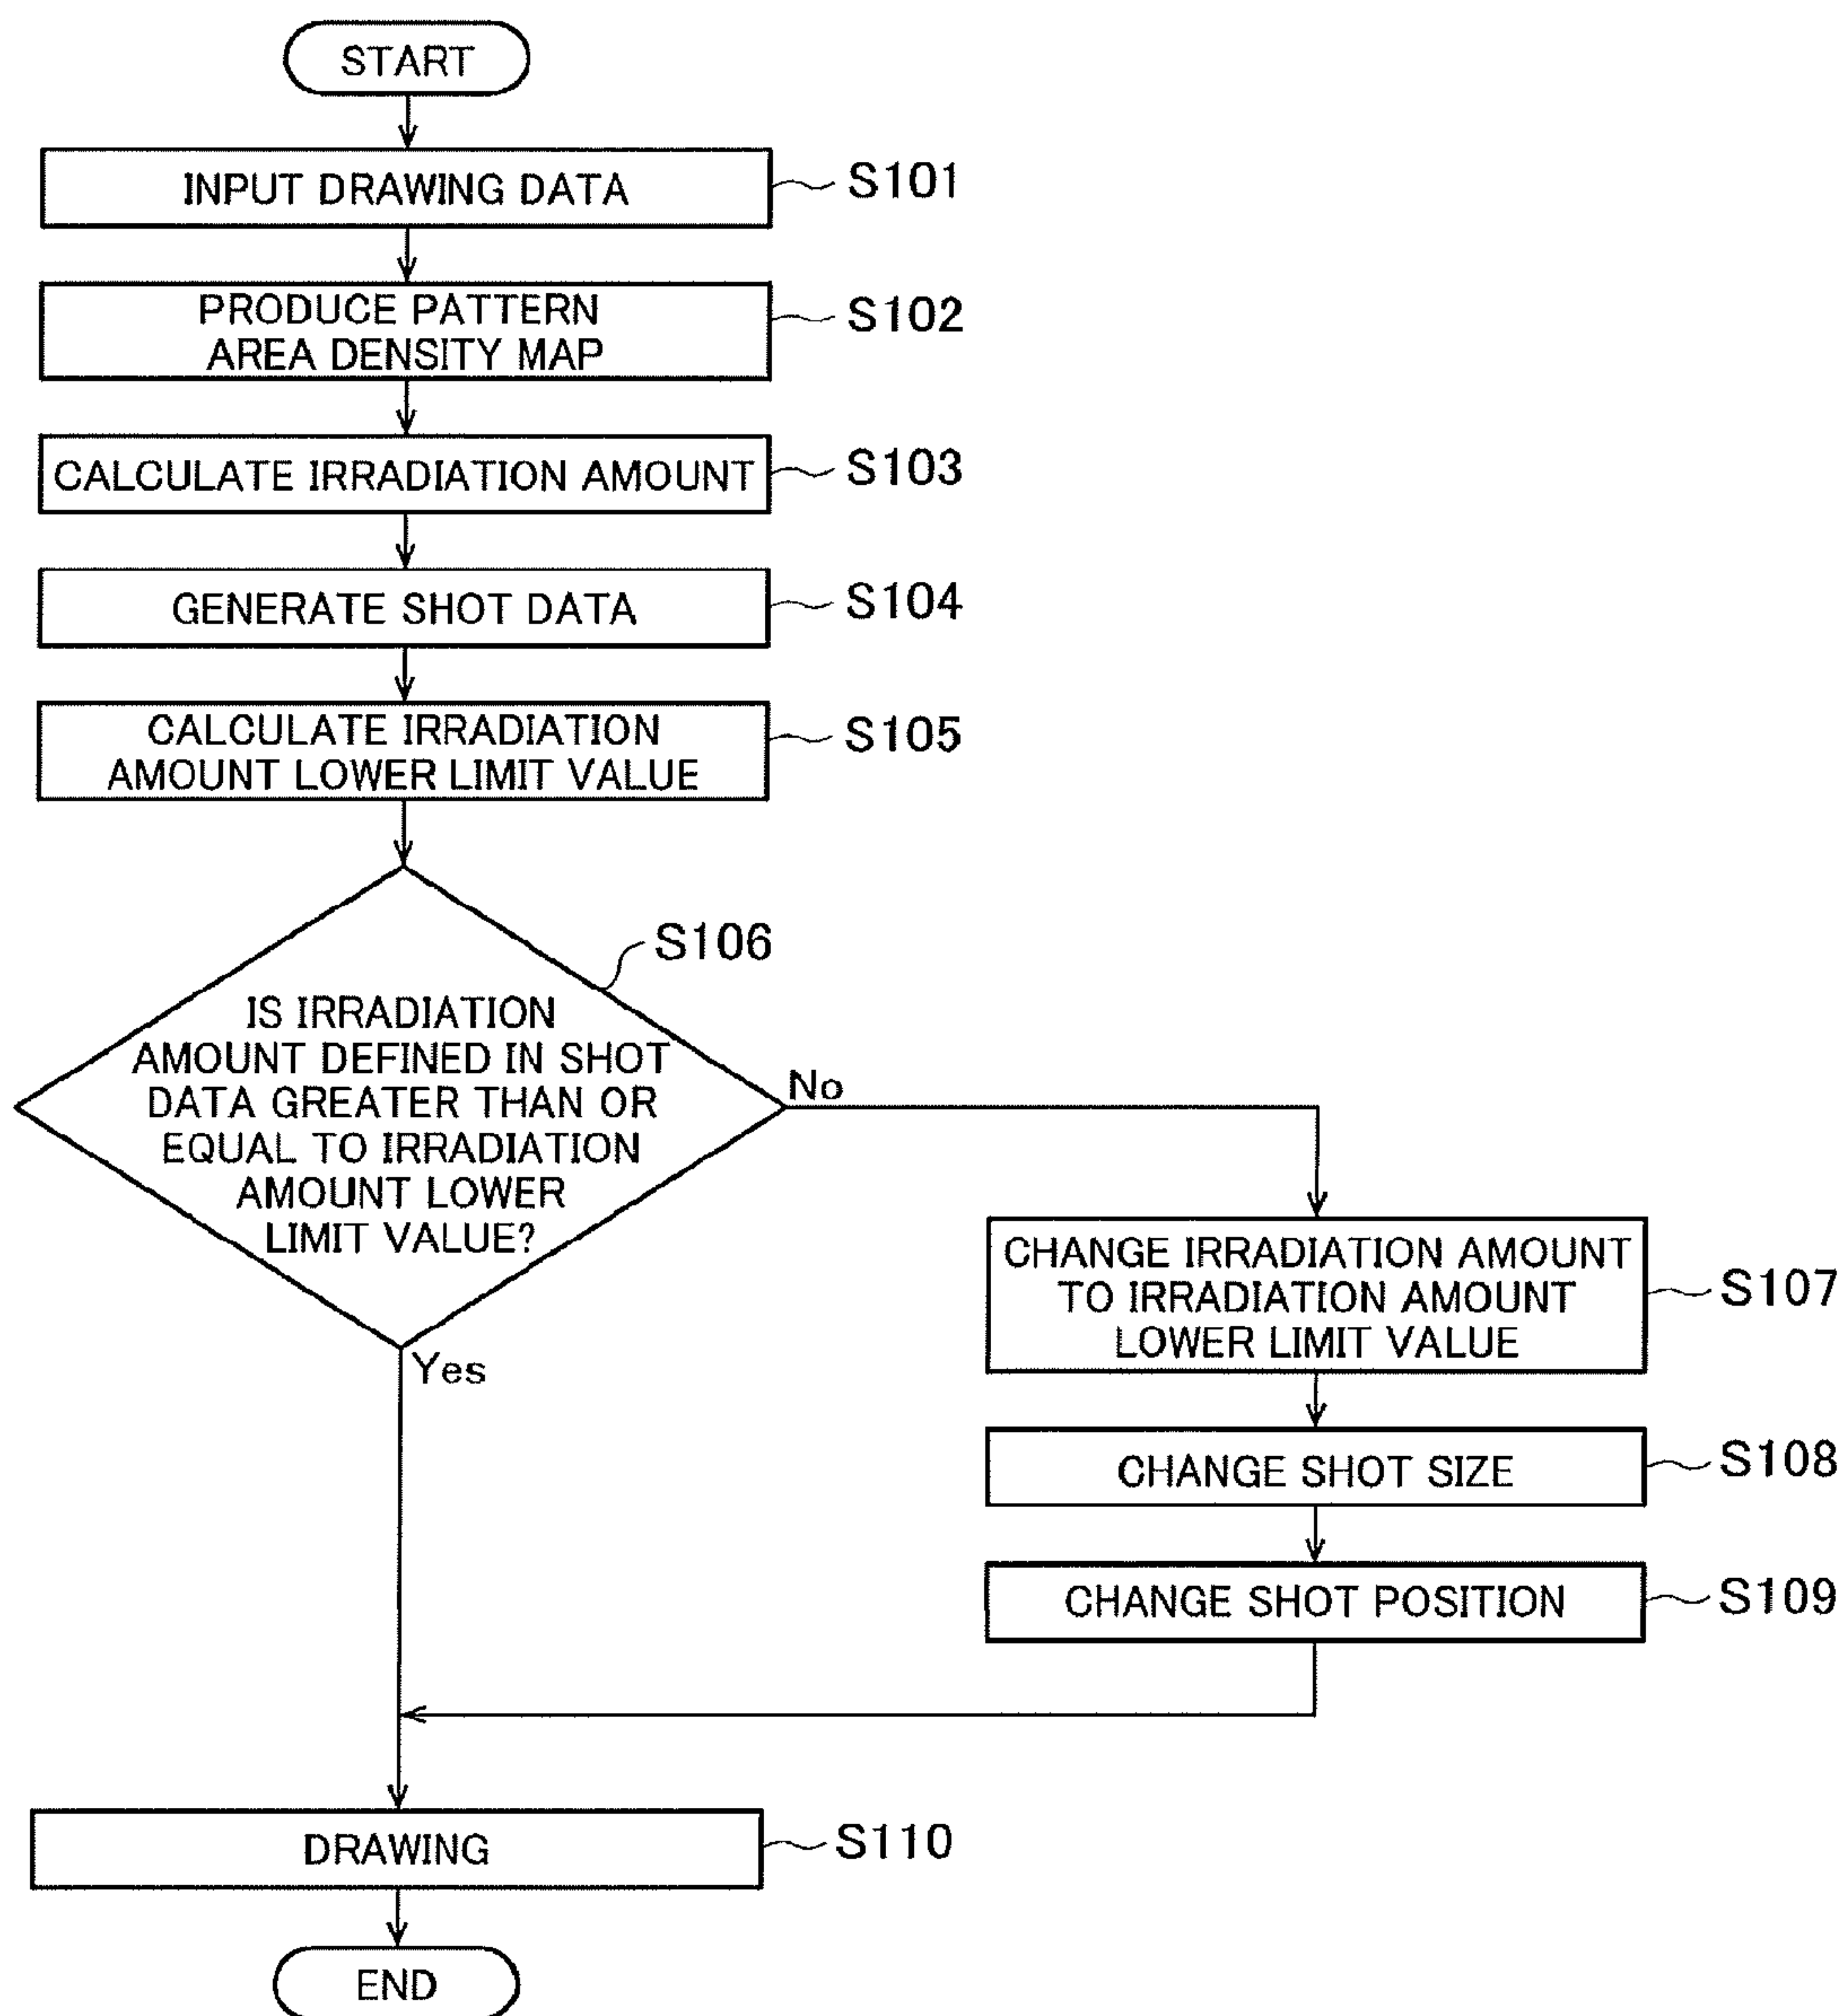 START
INPUT DRAWING DATA
S101
PRODUCE PATTERN
AREA DENSITY MAP
S102
CALCULATE IRRADIATION AMOUNT
S103
GENERATE SHOT DATA
S104
CALCULATE IRRADIATION
AMOUNT LOWER LIMIT VALUE
S105
S106
IS IRRADIATION
AMOUNT DEFINED IN SHOT
DATA GREATER THAN OR
EQUAL TO IRRADIATION
AMOUNT LOWER
LIMIT VALUE?
No
Yes
CHANGE IRRADIATION AMOUNT
TO IRRADIATION AMOUNT
LOWER LIMIT VALUE
S107
CHANGE SHOT SIZE
S108
CHANGE SHOT POSITION
S109
DRAWING
S110
END